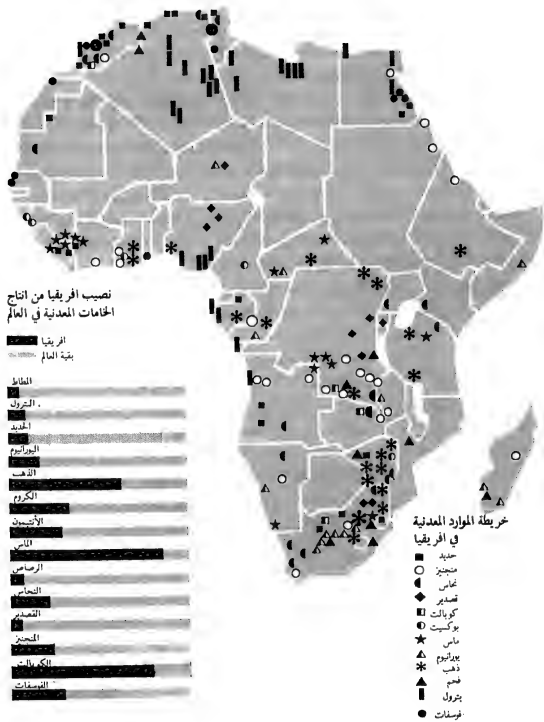 نصيب افريقيا من انتاج
الخامات المعدنية في العالم
افريقيا
بقية العالم
المطاط
البترول
الحديد
اليورانيوم
الذهب
الكروم
الأنتيمون
الماس
الرصاص
النحاس
القصدير
المنجنيز
الكوبالت
الفوسفات
خريطة الموارد المعدنية
في افريقيا
حديد
منجنيز
نحاس
قصدير
كوبالت
بوكسيت
ماس
يورانيوم
ذهب
فحم
بترول
فوسفات